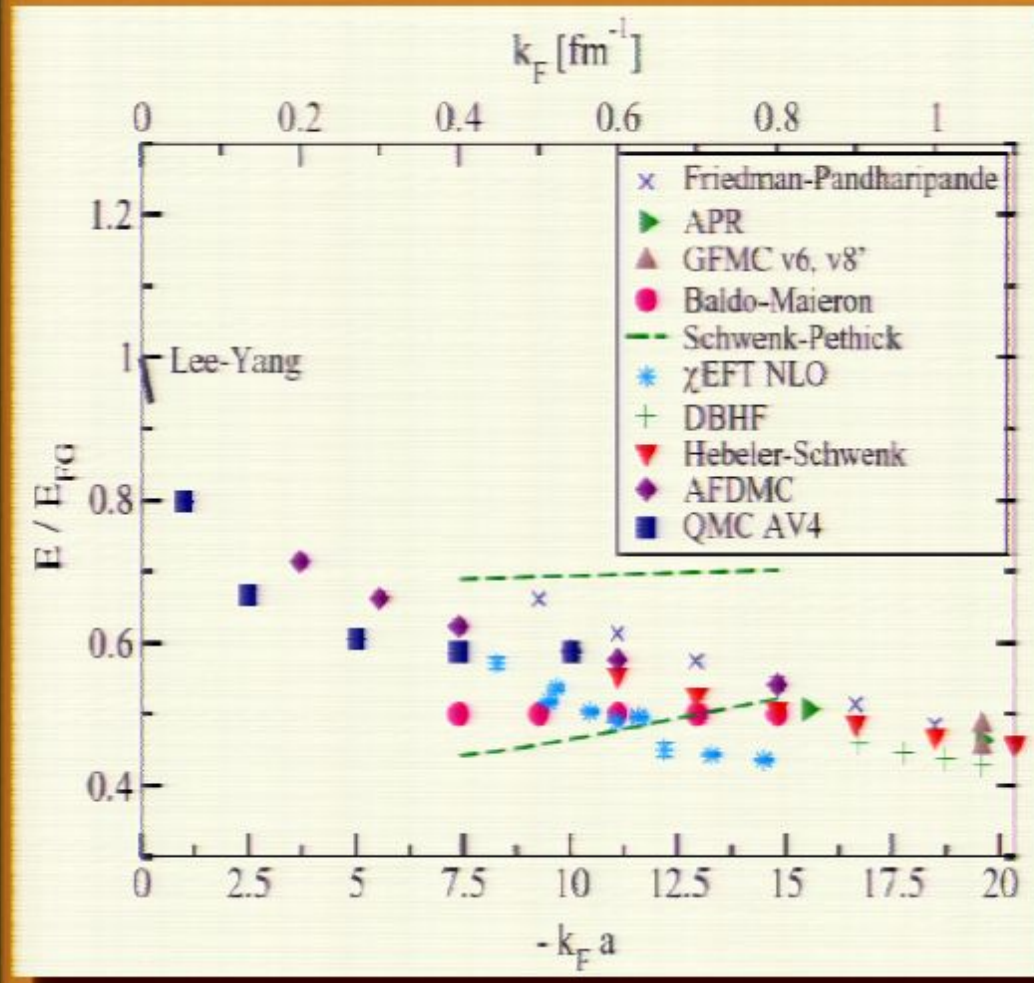 k_F [fm^-1]
0 0.2 0.4 0.6 0.8 1
Friedman-Pandharipande
APR
GFMC v6, v8'
Baldo-Maieron
Schwenk-Pethick
χEFT NLO
DBHF
Hebeler-Schwenk
AFDMC
QMC AV4
1.2
1
Lee-Yang
0.8
0.6
0.4
E / E_FG
0 2.5 5 7.5 10 12.5 15 17.5 20
- k_F a